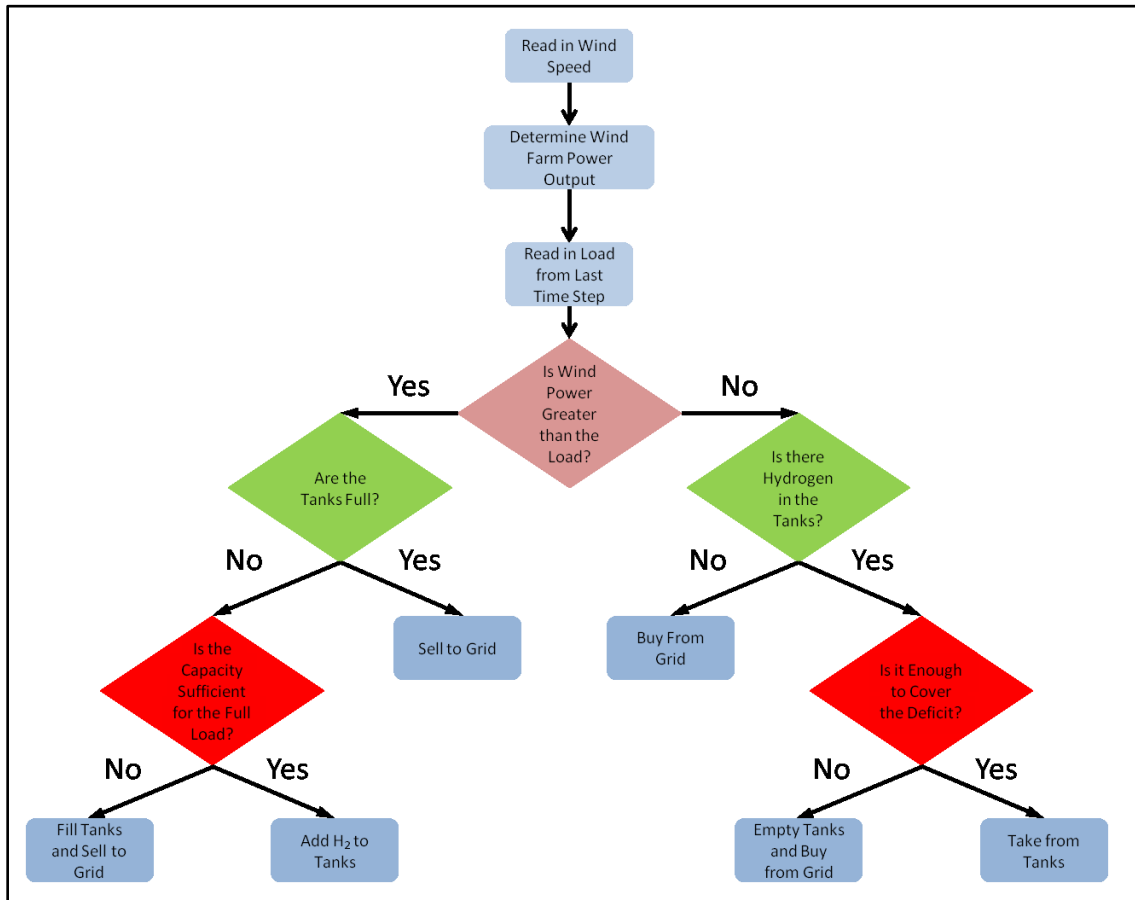 Read in Wind
Speed
Determine Wind
Farm Power
Output
Read in Load
from Last
Time Step
Is Wind
Power
Greater
than the
Load?
Yes
No
Are the
Tanks Full?
Is there
Hydrogen
in the
Tanks?
No
Yes
No
Yes
Is the
Capacity
Sufficient
for the Full
Load?
Sell to Grid
Buy From
Grid
Is it Enough
to Cover
the Deficit?
No
Yes
No
Yes
Fill Tanks
and Sell to
Grid
Add H₂ to
Tanks
Empty Tanks
and Buy
from Grid
Take from
Tanks